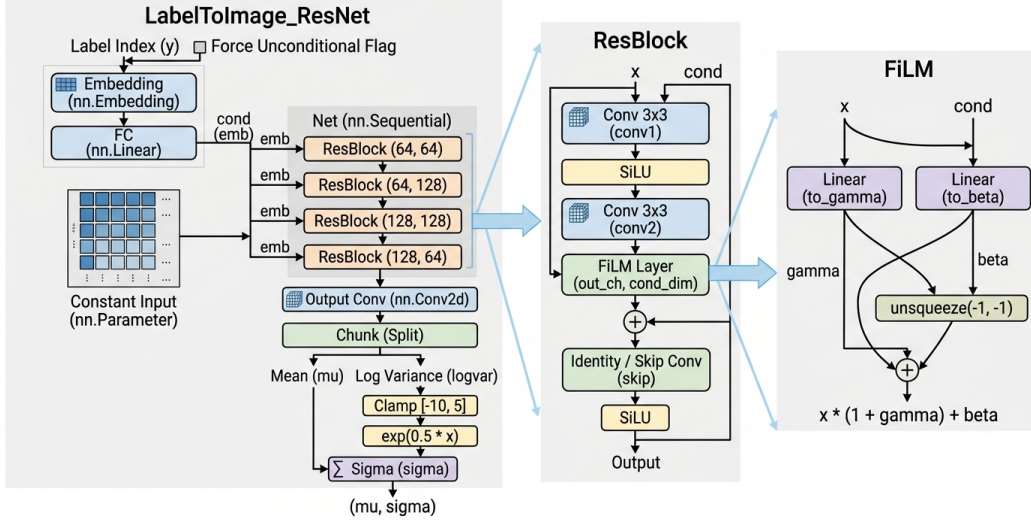 LabelToImage_ResNet
Label Index (y)
Force Unconditional Flag
Embedding
(nn.Embedding)
FC
(nn.Linear)
cond
(emb)
Constant Input
(nn.Parameter)
Net (nn.Sequential)
emb
ResBlock (64, 64)
emb
ResBlock (64, 128)
emb
ResBlock (128, 128)
emb
ResBlock (128, 64)
Output Conv (nn.Conv2d)
Chunk (Split)
Mean (mu)
Log Variance (logvar)
Clamp [-10, 5]
exp(0.5 * x)
∑ Sigma (sigma)
(mu, sigma)
ResBlock
x
cond
Conv 3x3
(conv1)
SiLU
Conv 3x3
(conv2)
FiLM Layer
(out_ch, cond_dim)
+
Identity / Skip Conv
(skip)
SiLU
Output
FiLM
x
cond
Linear
(to_gamma)
Linear
(to_beta)
gamma
beta
unsqueeze(-1, -1)
+
x * (1 + gamma) + beta